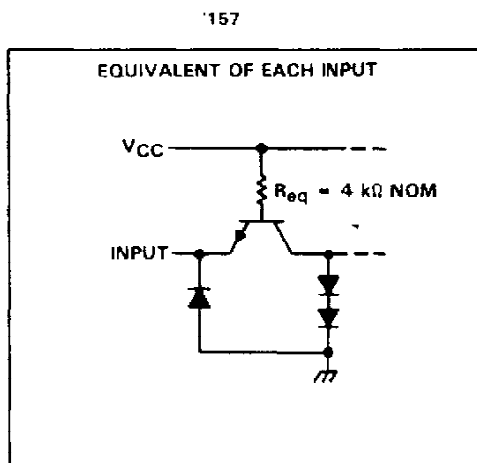 '157
EQUIVALENT OF EACH INPUT
VCC
Req = 4 kΩ NOM
INPUT